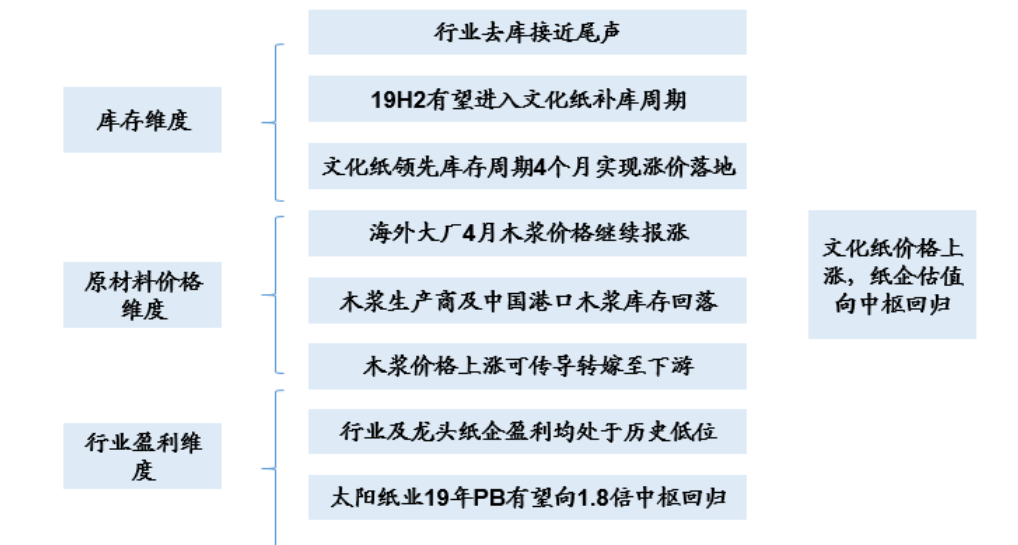 库存维度
行业去库接近尾声
19H2有望进入文化纸补库周期
文化纸领先库存周期4个月实现涨价落地
原材料价格
维度
海外大厂4月木浆价格继续报涨
木浆生产商及中国港口木浆库存回落
木浆价格上涨可传导转嫁至下游
行业盈利维
度
行业及龙头纸企盈利均处于历史低位
太阳纸业19年PB有望向1.8倍中枢回归
文化纸价格上
涨，纸企估值
向中枢回归